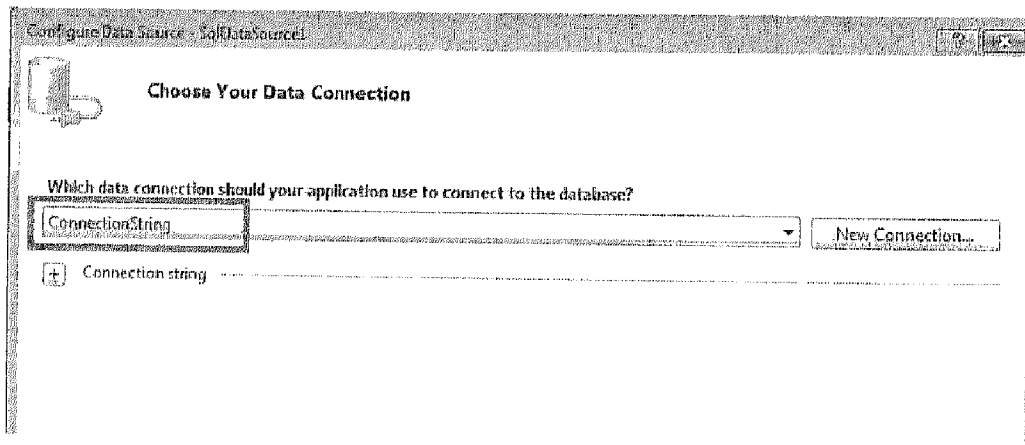 Configure Data Source - SqlDataSource1
Choose Your Data Connection
Which data connection should your application use to connect to the database?
ConnectionString
New Connection...
Connection string